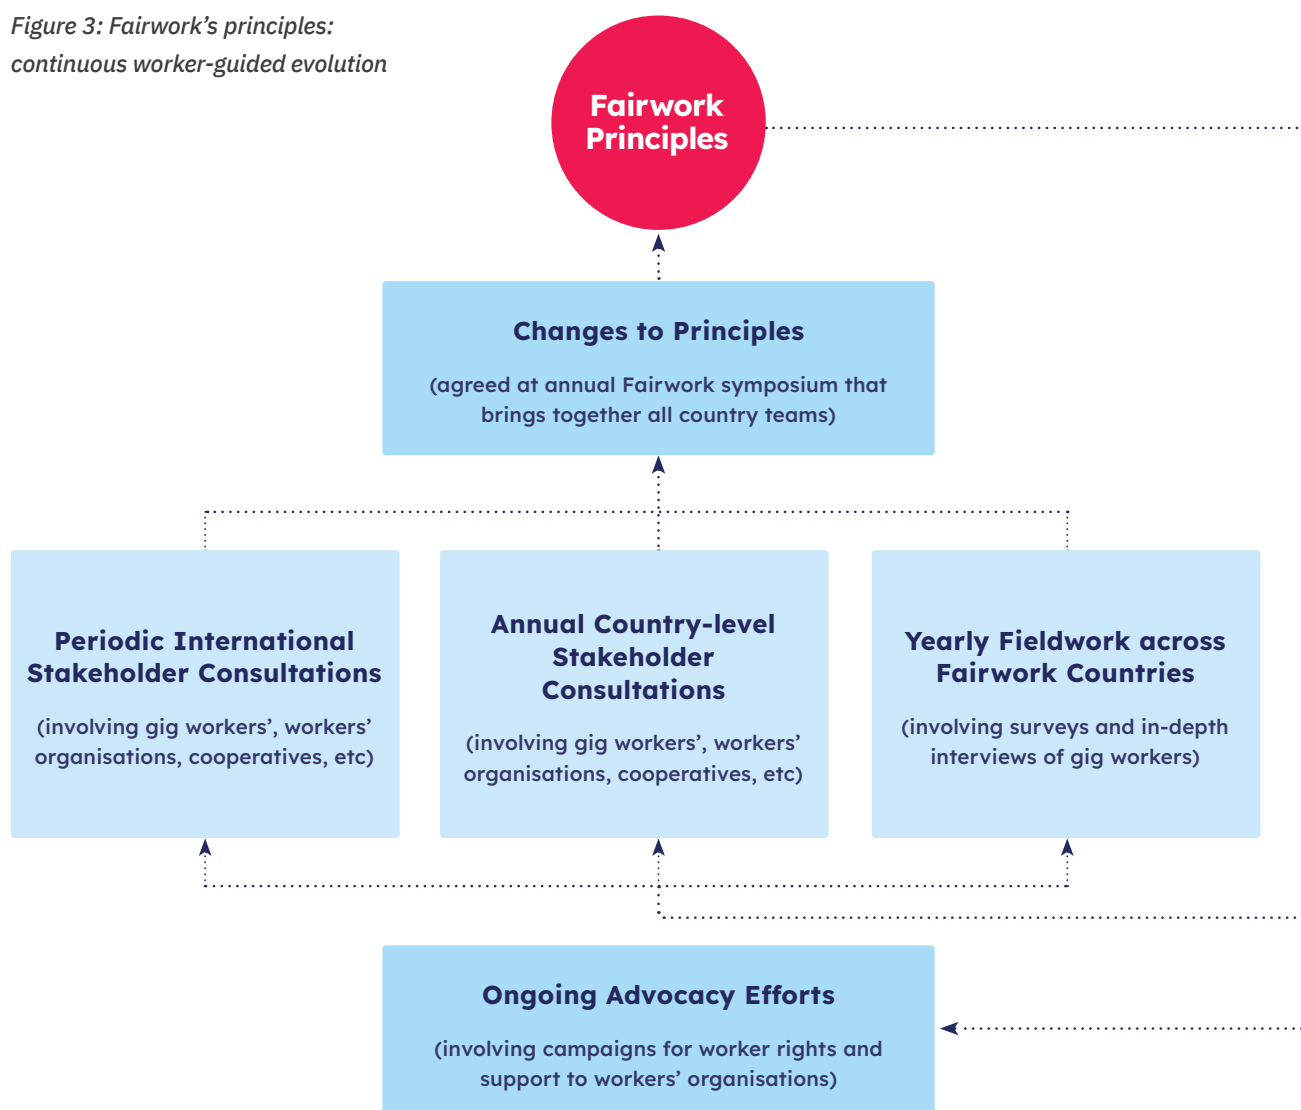 Figure 3: Fairwork’s principles:
continuous worker-guided evolution
Fairwork
Principles
Changes to Principles
(agreed at annual Fairwork symposium that
brings together all country teams)
Periodic International
Stakeholder Consultations
(involving gig workers’, workers’
organisations, cooperatives, etc)
Annual Country-level
Stakeholder
Consultations
(involving gig workers’, workers’
organisations, cooperatives, etc)
Yearly Fieldwork across
Fairwork Countries
(involving surveys and in-depth
interviews of gig workers)
Ongoing Advocacy Efforts
(involving campaigns for worker rights and
support to workers’ organisations)